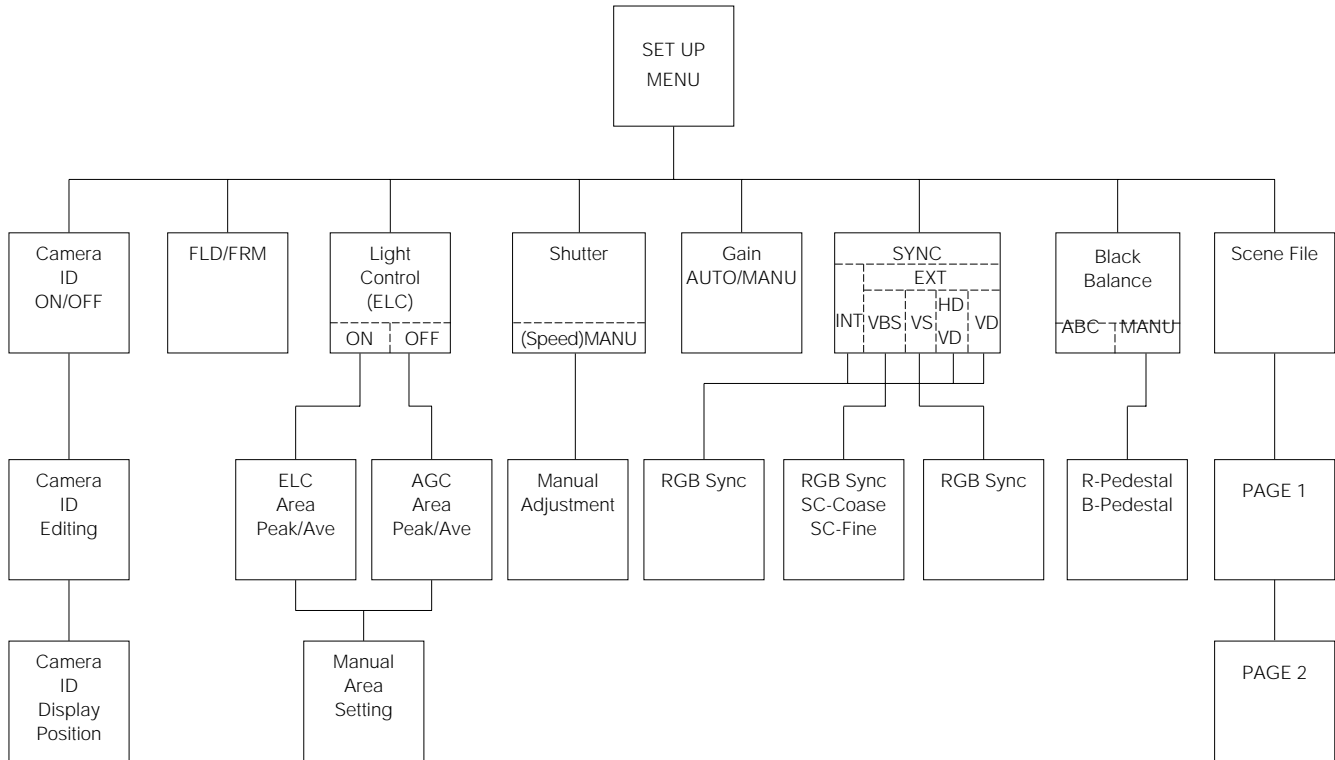 SET UP
MENU
Camera
ID
ON/OFF
FLD/FRM
Light
Control
(ELC)
ON
OFF
Shutter
(Speed)MANU
Gain
AUTO/MANU
SYNC
EXT
INT
VBS
VS
HD
VD
VD
Black
Balance
ABC
MANU
Scene File
Camera
ID
Editing
ELC
Area
Peak/Ave
AGC
Area
Peak/Ave
Manual
Adjustment
RGB Sync
RGB Sync
SC-Coase
SC-Fine
RGB Sync
R-Pedestal
B-Pedestal
PAGE 1
Camera
ID
Display
Position
Manual
Area
Setting
PAGE 2